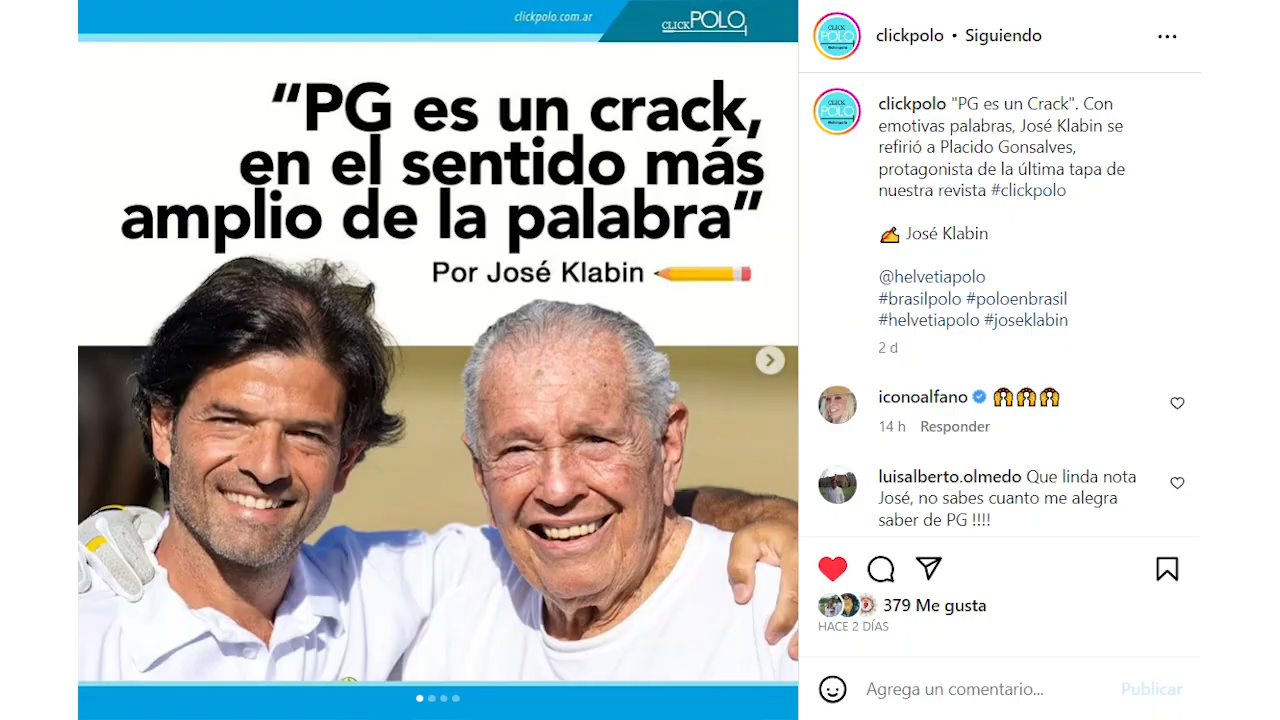 clickpolo.com.ar
CLICKPOLO
“PG es un crack,
en el sentido más
amplio de la palabra”
Por José Klabin
clickpolo • Siguiendo
clickpolo "PG es un Crack". Con
emotivas palabras, José Klabin se
refirió a Placido Gonsalves,
protagonista de la última tapa de
nuestra revista #clickpolo
✍️ José Klabin
@helvetiapolo
#brasilpolo #poloenbrasil
#helvetiapolo #joseklabin
2 d
iconoalfano
14 h Responder
luisalberto.olmedo Que linda nota
José, no sabes cuanto me alegra
saber de PG !!!!
379 Me gusta
HACE 2 DÍAS
Agrega un comentario...
Publicar